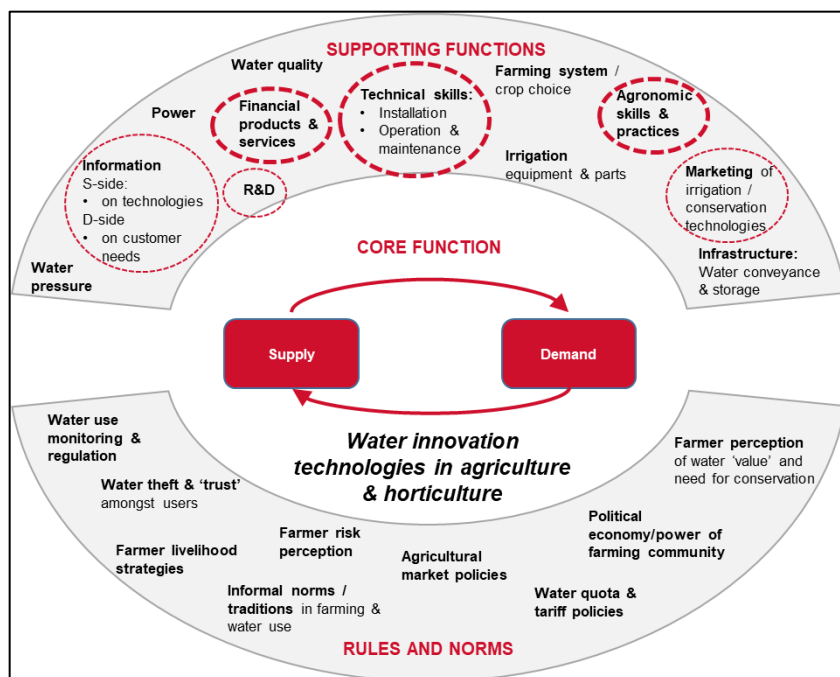 SUPPORTING FUNCTIONS
Water quality
Power
Financial
products &
services
Technical skills:
• Installation
• Operation &
maintenance
Farming system /
crop choice
Agronomic
skills &
practices
Information
S-side:
• on technologies
D-side
• on customer
needs
R&D
Irrigation
equipment & parts
Marketing of
irrigation /
conservation
technologies
Water
pressure
Infrastructure:
Water conveyance
& storage
CORE FUNCTION
Supply
Demand
Water innovation
technologies in agriculture
& horticulture
Water use
monitoring &
regulation
Water theft & ‘trust’
amongst users
Farmer livelihood
strategies
Farmer risk
perception
Informal norms /
traditions in farming &
water use
Agricultural
market policies
Farmer perception
of water ‘value’ and
need for conservation
Political
economy/power of
farming community
Water quota &
tariff policies
RULES AND NORMS